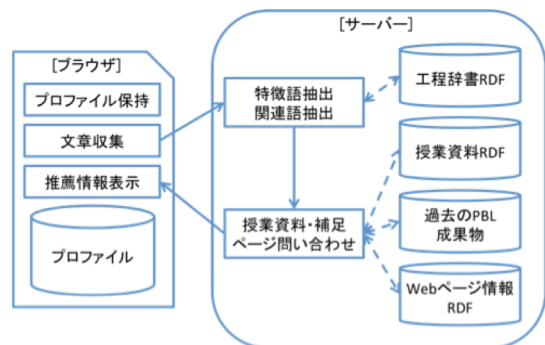 [ブラウザ]
プロファイル保持
文章収集
推薦情報表示
プロファイル
[サーバー]
特徴語抽出
関連語抽出
授業資料・補足
ページ問い合わせ
工程辞書RDF
授業資料RDF
過去のPBL
成果物
Webページ情報
RDF